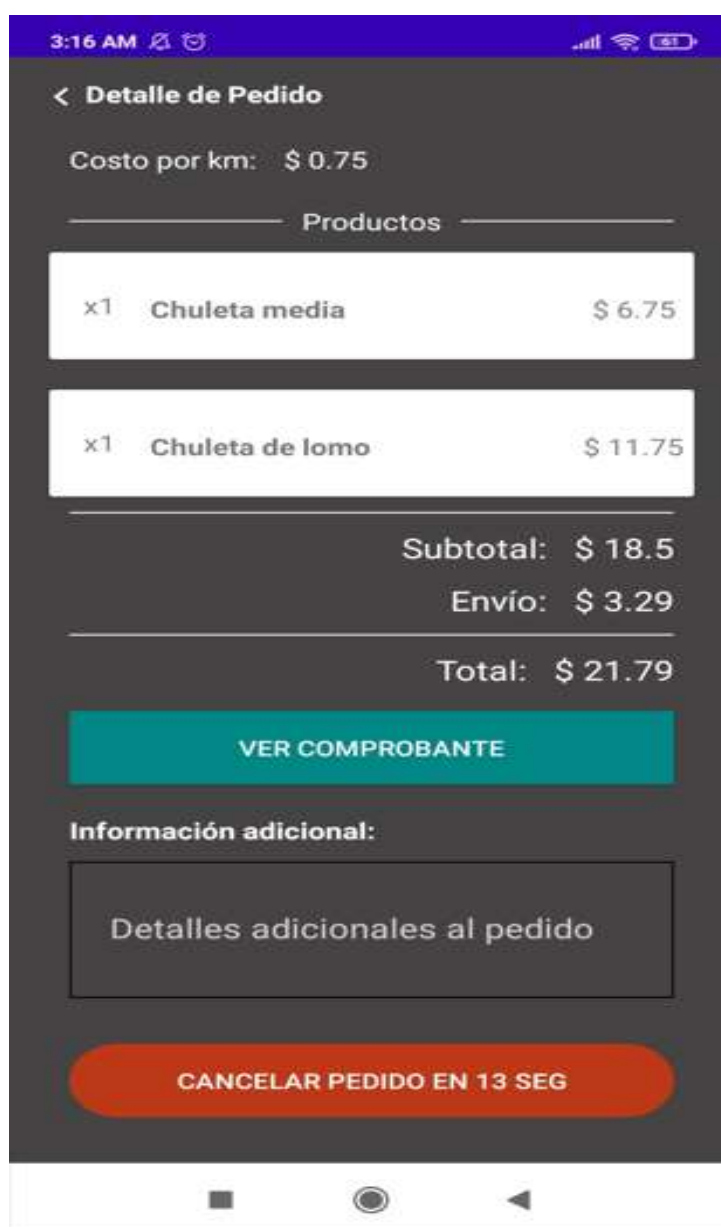 3:16 AM
61
Detalle de Pedido
Costo por km: $ 0.75
Productos
x1 Chuleta media $ 6.75
x1 Chuleta de lomo $ 11.75
Subtotal: $ 18.5
Envío: $ 3.29
Total: $ 21.79
VER COMPROBANTE
Información adicional:
Detalles adicionales al pedido
CANCELAR PEDIDO EN 13 SEG